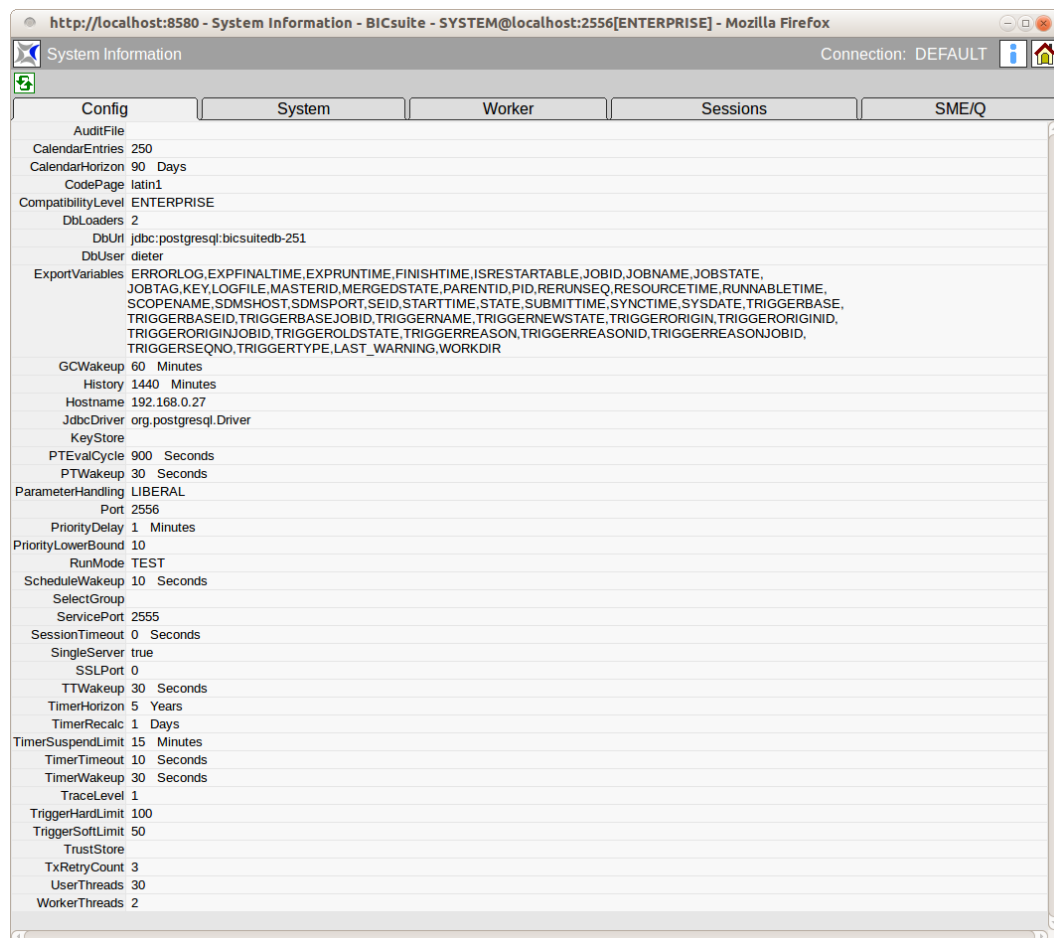 http://localhost:8580 - System Information - BICsuite - SYSTEM@localhost:2556[ENTERPRISE] - Mozilla Firefox
System Information Connection: DEFAULT
Config System Worker Sessions SME/Q
AuditFile
CalendarEntries 250
CalendarHorizon 90 Days
CodePage latin1
CompatibilityLevel ENTERPRISE
DbLoaders 2
DbUrl jdbc:postgresql:bicsuitedb-251
DbUser dieter
ExportVariables ERRORLOG,EXPFINALTIME,EXPRUNTIME,FINISHTIME,ISRESTARTABLE,JOBID,JOBNAME,JOBSTATE,
JOBTAG,KEY,LOGFILE,MASTERID,MERGEDSTATE,PARENTID,PID,RERUNSEQ,RESOURCETIME,RUNNABLETIME,
SCOPENAME,SDMSHOST,SDMSPORT,SEID,STARTTIME,STATE,SUBMITTIME,SYNCTIME,SYSDATE,TRIGGERBASE,
TRIGGERBASEID,TRIGGERBASEJOBID,TRIGGERNAME,TRIGGERNEWSTATE,TRIGGERORIGIN,TRIGGERORIGINID,
TRIGGERORIGINJOBID,TRIGGEROLDSTATE,TRIGGERREASON,TRIGGERREASONID,TRIGGERREASONJOBID,
TRIGGERSEQNO,TRIGGERTYPE,LAST_WARNING,WORKDIR
GCWakeup 60 Minutes
History 1440 Minutes
Hostname 192.168.0.27
JdbcDriver org.postgresql.Driver
KeyStore
PTEvalCycle 900 Seconds
PTWakeup 30 Seconds
ParameterHandling LIBERAL
Port 2556
PriorityDelay 1 Minutes
PriorityLowerBound 10
RunMode TEST
ScheduleWakeup 10 Seconds
SelectGroup
ServicePort 2555
SessionTimeout 0 Seconds
SingleServer true
SSLPort 0
TTWakeup 30 Seconds
TimerHorizon 5 Years
TimerRecalc 1 Days
TimerSuspendLimit 15 Minutes
TimerTimeout 10 Seconds
TimerWakeup 30 Seconds
TraceLevel 1
TriggerHardLimit 100
TriggerSoftLimit 50
TrustStore
TxRetryCount 3
UserThreads 30
WorkerThreads 2